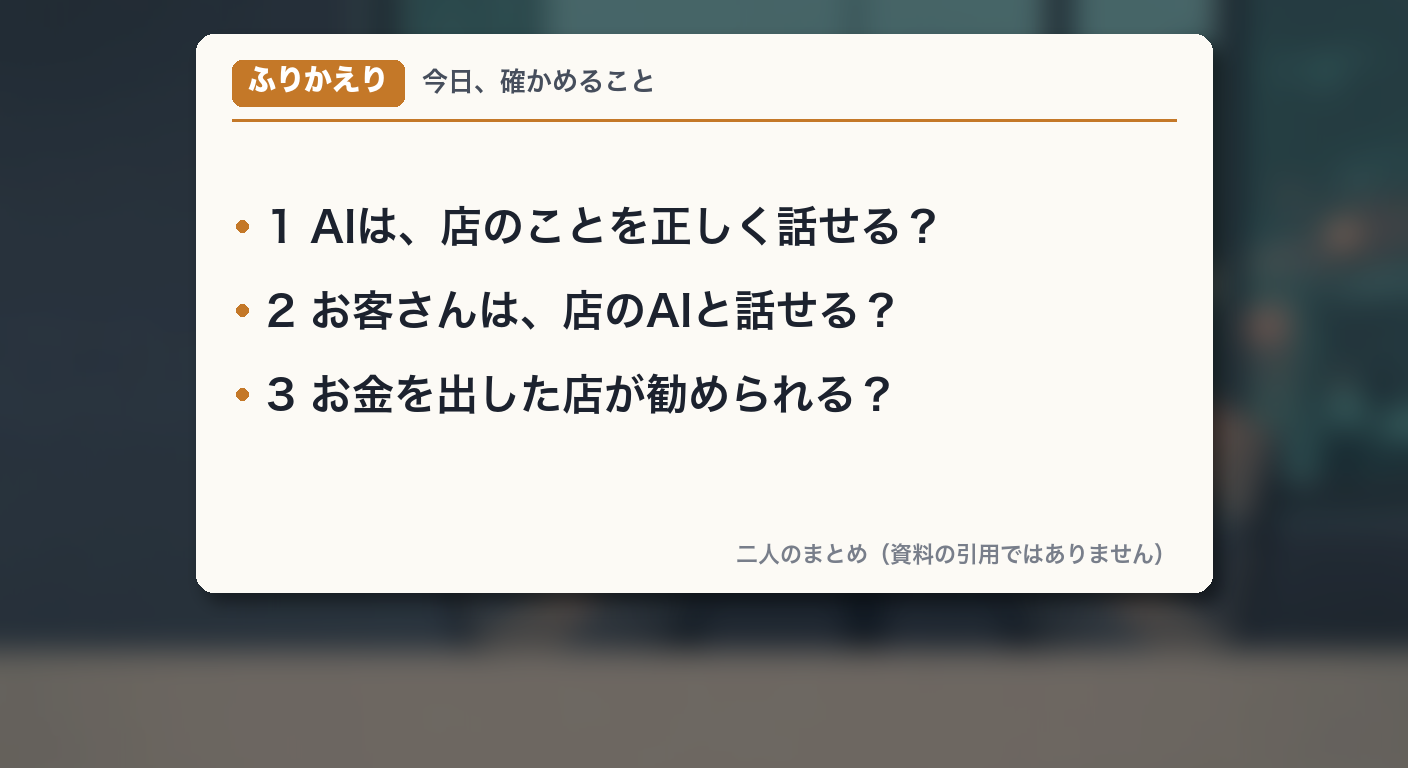 ふりかえり 今日、確かめること
• 1 AIは、店のことを正しく話せる？
• 2 お客さんは、店のAIと話せる？
• 3 お金を出した店が勧められる？
二人のまとめ（資料の引用ではありません）